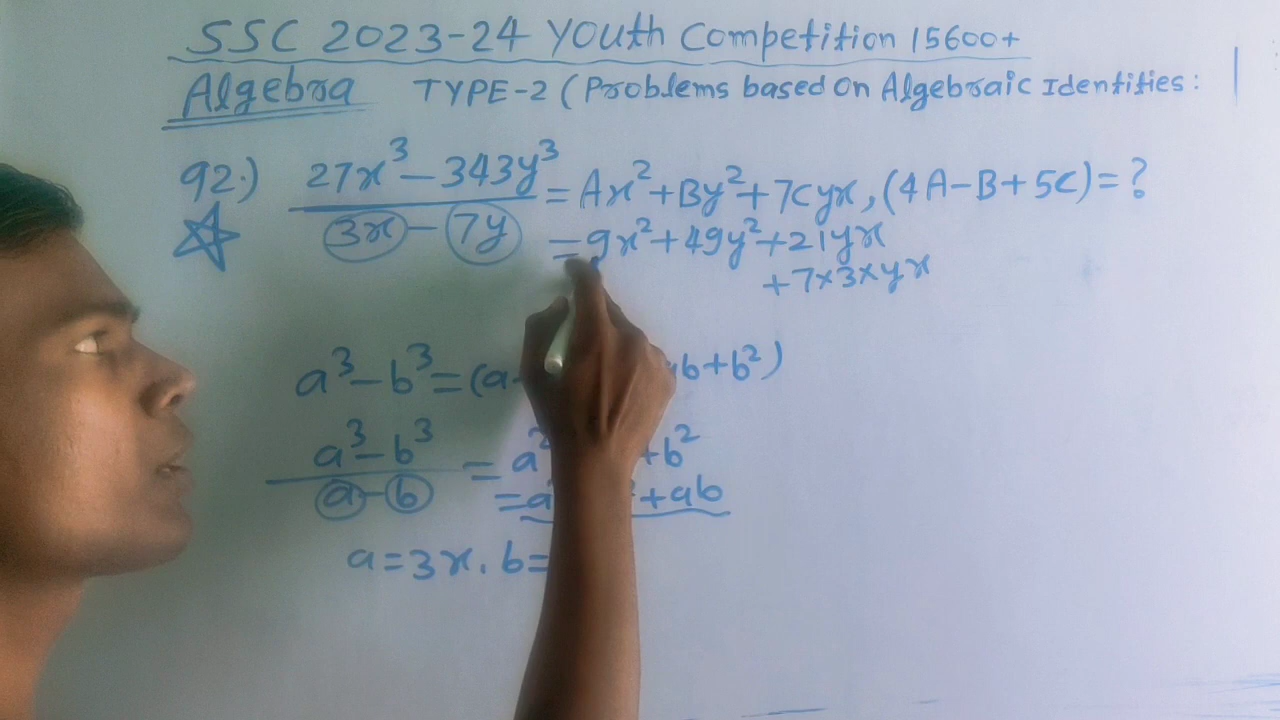 SSC 2023-24 Youth Competition 15600+
Algebra TYPE-2 (Problems based on Algebraic Identities:
92.) 27x³-343y³ / 3x-7y = Ax²+By²+7Cyx, (4A-B+5C)=?
=9x²+49y²+21yx
+7×3×yx
a³-b³=(a b+b²)
a³-b³ / a-b = a² +b²
=a +ab
a=3x, b=